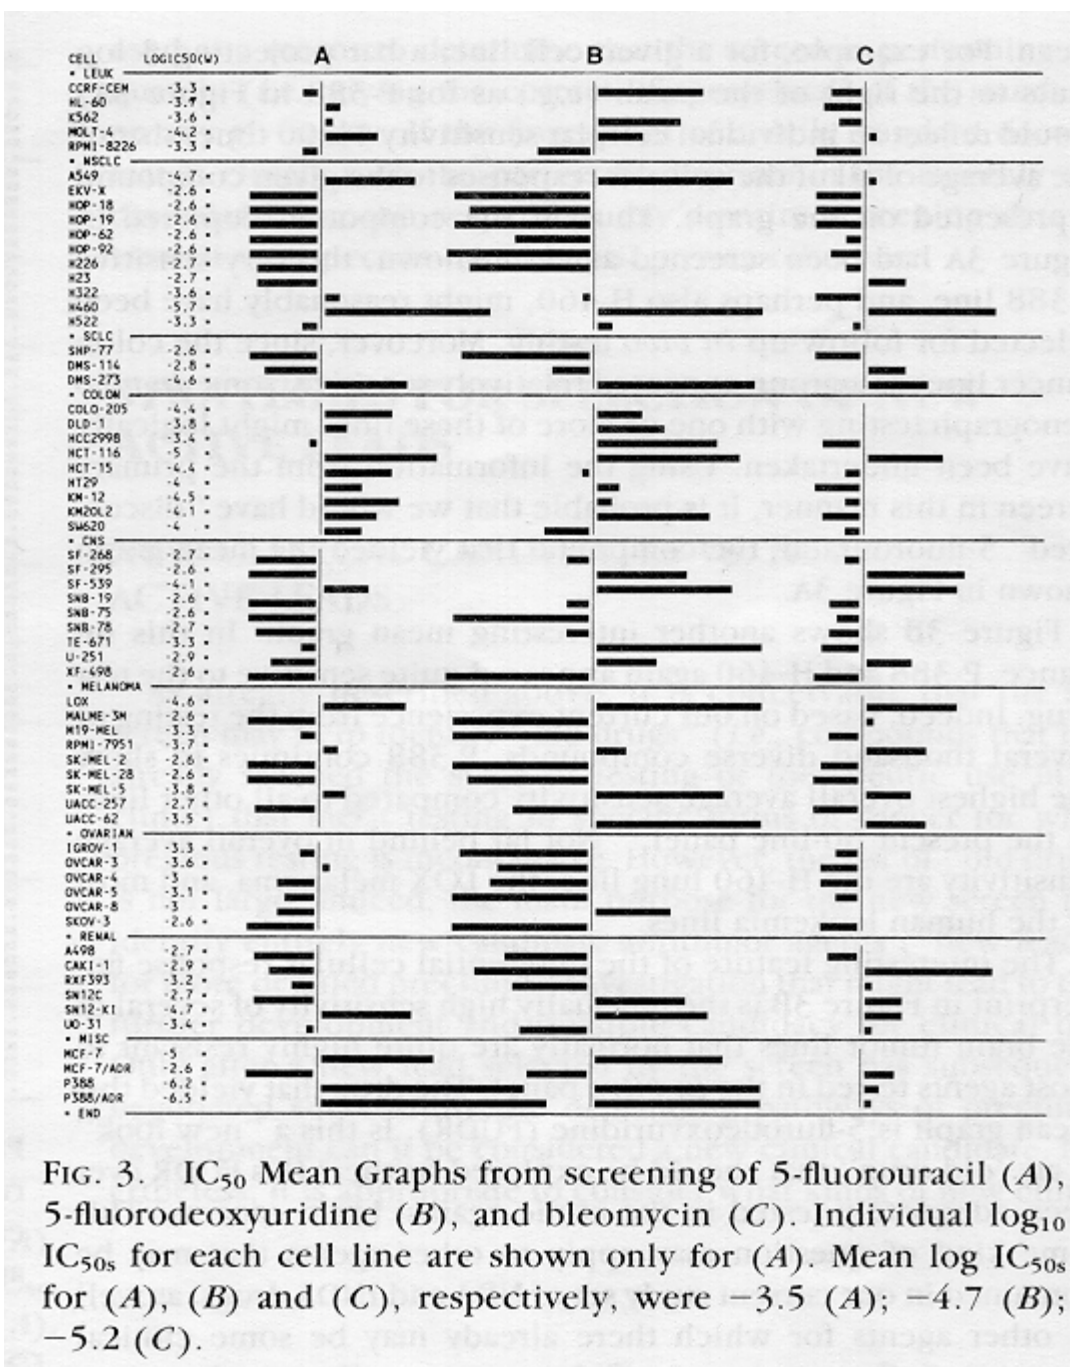 A B C
CELL LOGIC50(W)
• LEUK
CCRF-CEM -3.3 •
HL-60 -3.7 •
K562 -3.6 •
MOLT-4 -4.2 •
RPMI-8226 -3.3 •
• NSCLC
A549 -4.7 •
EKV-X -2.6 •
HOP-18 -2.6 •
HOP-19 -2.6 •
HOP-62 -2.6 •
HOP-92 -2.6 •
H226 -2.7 •
H23 -2.7 •
H322 -3.6 •
H460 -5.7 •
H522 -3.3 •
• SCLC
SHP-77 -2.6 •
DMS-114 -2.8 •
DMS-273 -4.6 •
• COLON
COLO-205 -4.4 •
DLD-1 -3.8 •
HCC2998 -3.4 •
HCT-116 -5 •
HCT-15 -4.4 •
HT29 -4 •
KM-12 -4.5 •
KM20L2 -4.1 •
SW620 -4 •
• CNS
SF-268 -2.7 •
SF-295 -2.6 •
SF-539 -4.1 •
SNB-19 -2.6 •
SNB-75 -2.6 •
SNB-78 -2.7 •
TE-671 -3.3 •
U-251 -2.9 •
XF-498 -2.6 •
• MELANOMA
LOX -4.6 •
MALME-3M -2.6 •
M19-MEL -3.3 •
RPMI-7951 -3.7 •
SK-MEL-2 -2.6 •
SK-MEL-28 -2.6 •
SK-MEL-5 -3.8 •
UACC-257 -2.7 •
UACC-62 -3.5 •
• OVARIAN
IGROV-1 -3.3 •
OVCAR-3 -3.6 •
OVCAR-4 -3 •
OVCAR-5 -3.1 •
OVCAR-8 -3 •
SKOV-3 -2.6 •
• RENAL
A498 -2.7 •
CAKI-1 -2.9 •
RXF393 -3.2 •
SN12C -2.7 •
SN12-K1 -4.7 •
UO-31 -3.4 •
• MISC
MCF-7 -5 •
MCF-7/ADR -2.6 •
P388 -6.2 •
P388/ADR -6.5 •
• END
FIG. 3. IC50 Mean Graphs from screening of 5-fluorouracil (A),
5-fluorodeoxyuridine (B), and bleomycin (C). Individual log10
IC50s for each cell line are shown only for (A). Mean log IC50s
for (A), (B) and (C), respectively, were −3.5 (A); −4.7 (B);
−5.2 (C).